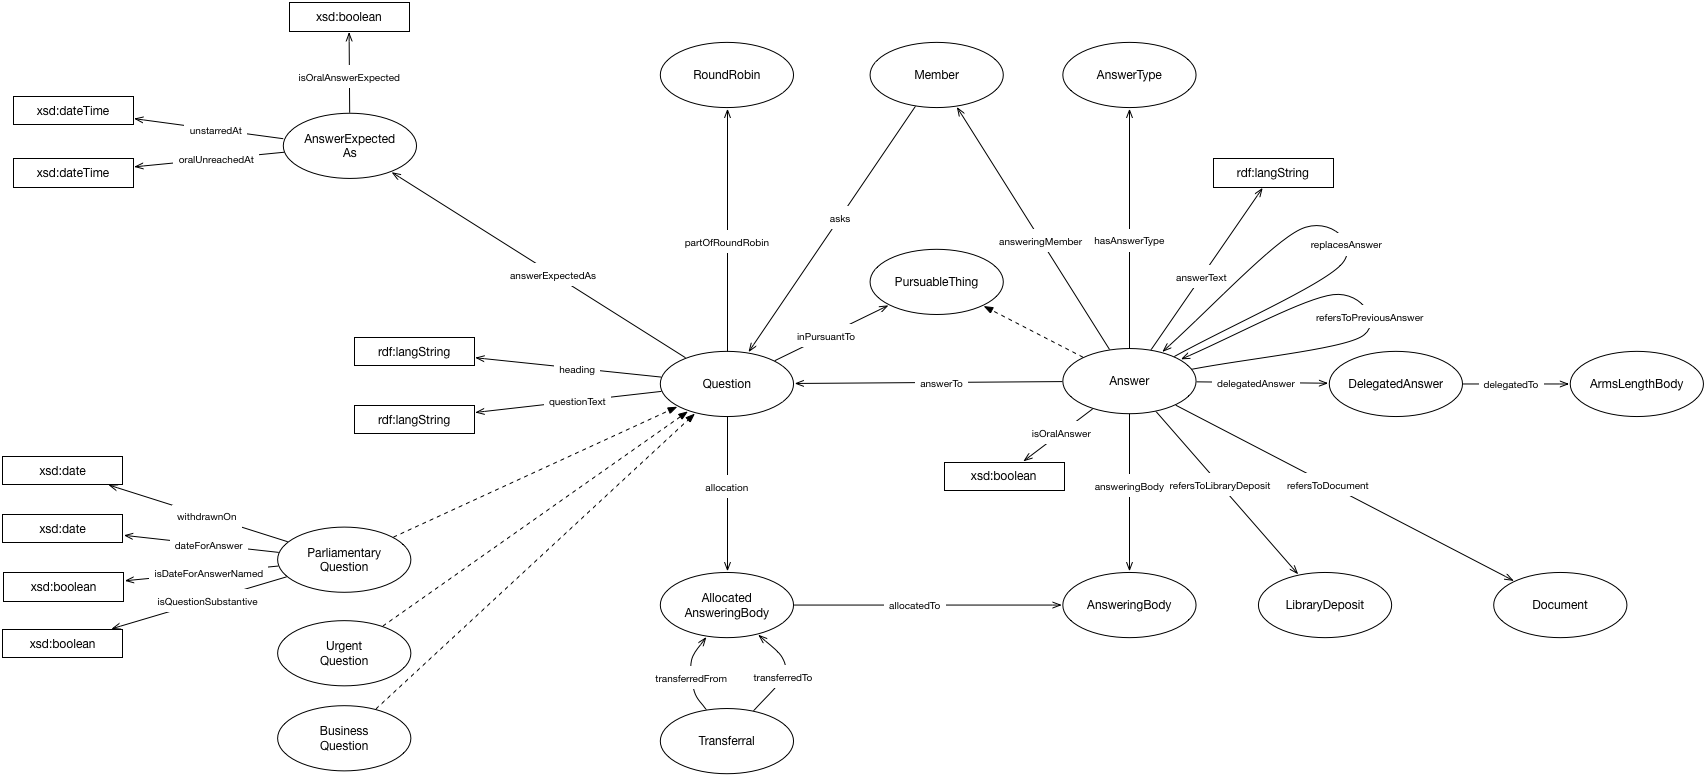 xsd:boolean
isOralAnswerExpected
xsd:dateTime
unstarredAt
xsd:dateTime
oralUnreachedAt
AnswerExpected
As
RoundRobin
Member
AnswerType
rdf:langString
asks
partOfRoundRobin
answeringMember
hasAnswerType
replacesAnswer
answerExpectedAs
answerText
PursuableThing
refersToPreviousAnswer
inPursuantTo
rdf:langString
heading
Question
answerTo
Answer
delegatedAnswer
DelegatedAnswer
delegatedTo
ArmsLengthBody
rdf:langString
questionText
isOralAnswer
xsd:boolean
xsd:date
withdrawnOn
allocation
answeringBody
refersToLibraryDeposit
refersToDocument
xsd:date
dateForAnswer
xsd:boolean
isDateForAnswerNamed
Parliamentary
Question
isQuestionSubstantive
xsd:boolean
Allocated
AnsweringBody
allocatedTo
AnsweringBody
LibraryDeposit
Document
Urgent
Question
transferredFrom
transferredTo
Business
Question
Transferral